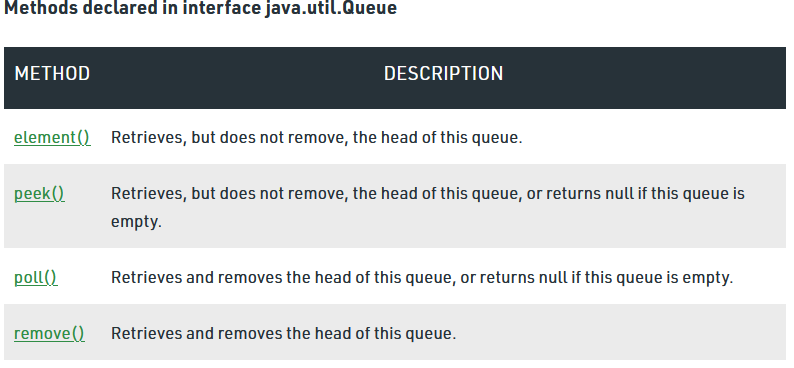 Methods declared in interface java.util.Queue
METHOD DESCRIPTION
element() Retrieves, but does not remove, the head of this queue.
peek() Retrieves, but does not remove, the head of this queue, or returns null if this queue is
empty.
poll() Retrieves and removes the head of this queue, or returns null if this queue is empty.
remove() Retrieves and removes the head of this queue.